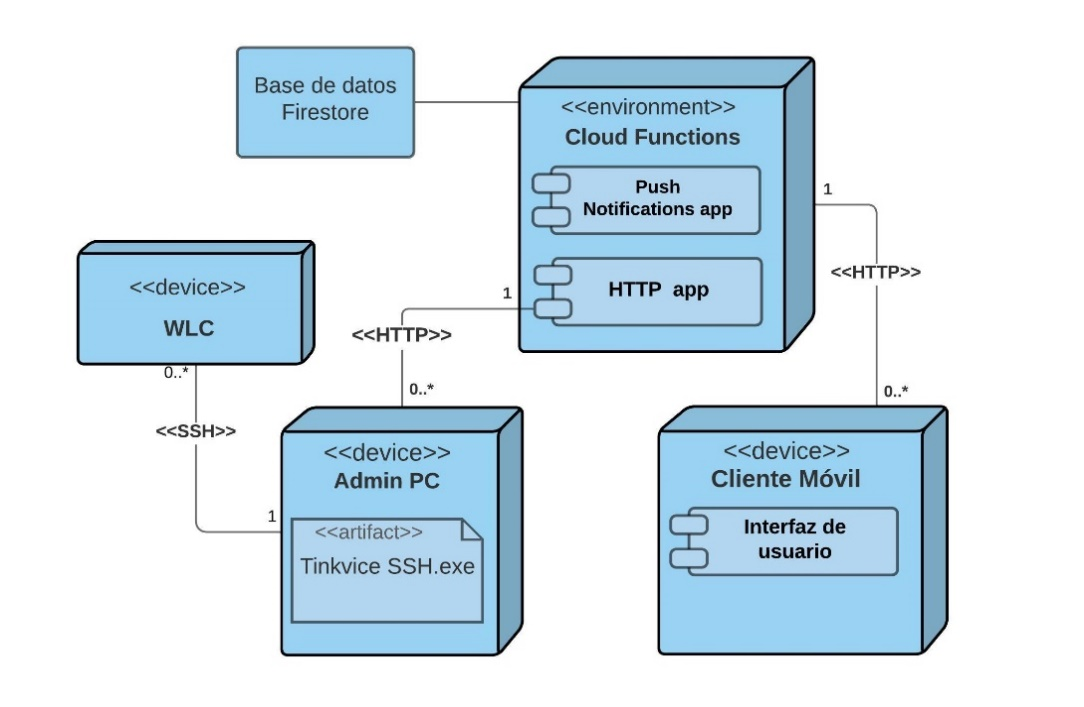 Base de datos
Firestore
<<environment>>
Cloud Functions
Push
Notifications app
HTTP app
1
<<HTTP>>
0..*
1
<<HTTP>>
0..*
<<device>>
WLC
0..*
<<SSH>>
1
<<device>>
Admin PC
<<artifact>>
Tinkvice SSH.exe
<<device>>
Cliente Móvil
Interfaz de
usuario